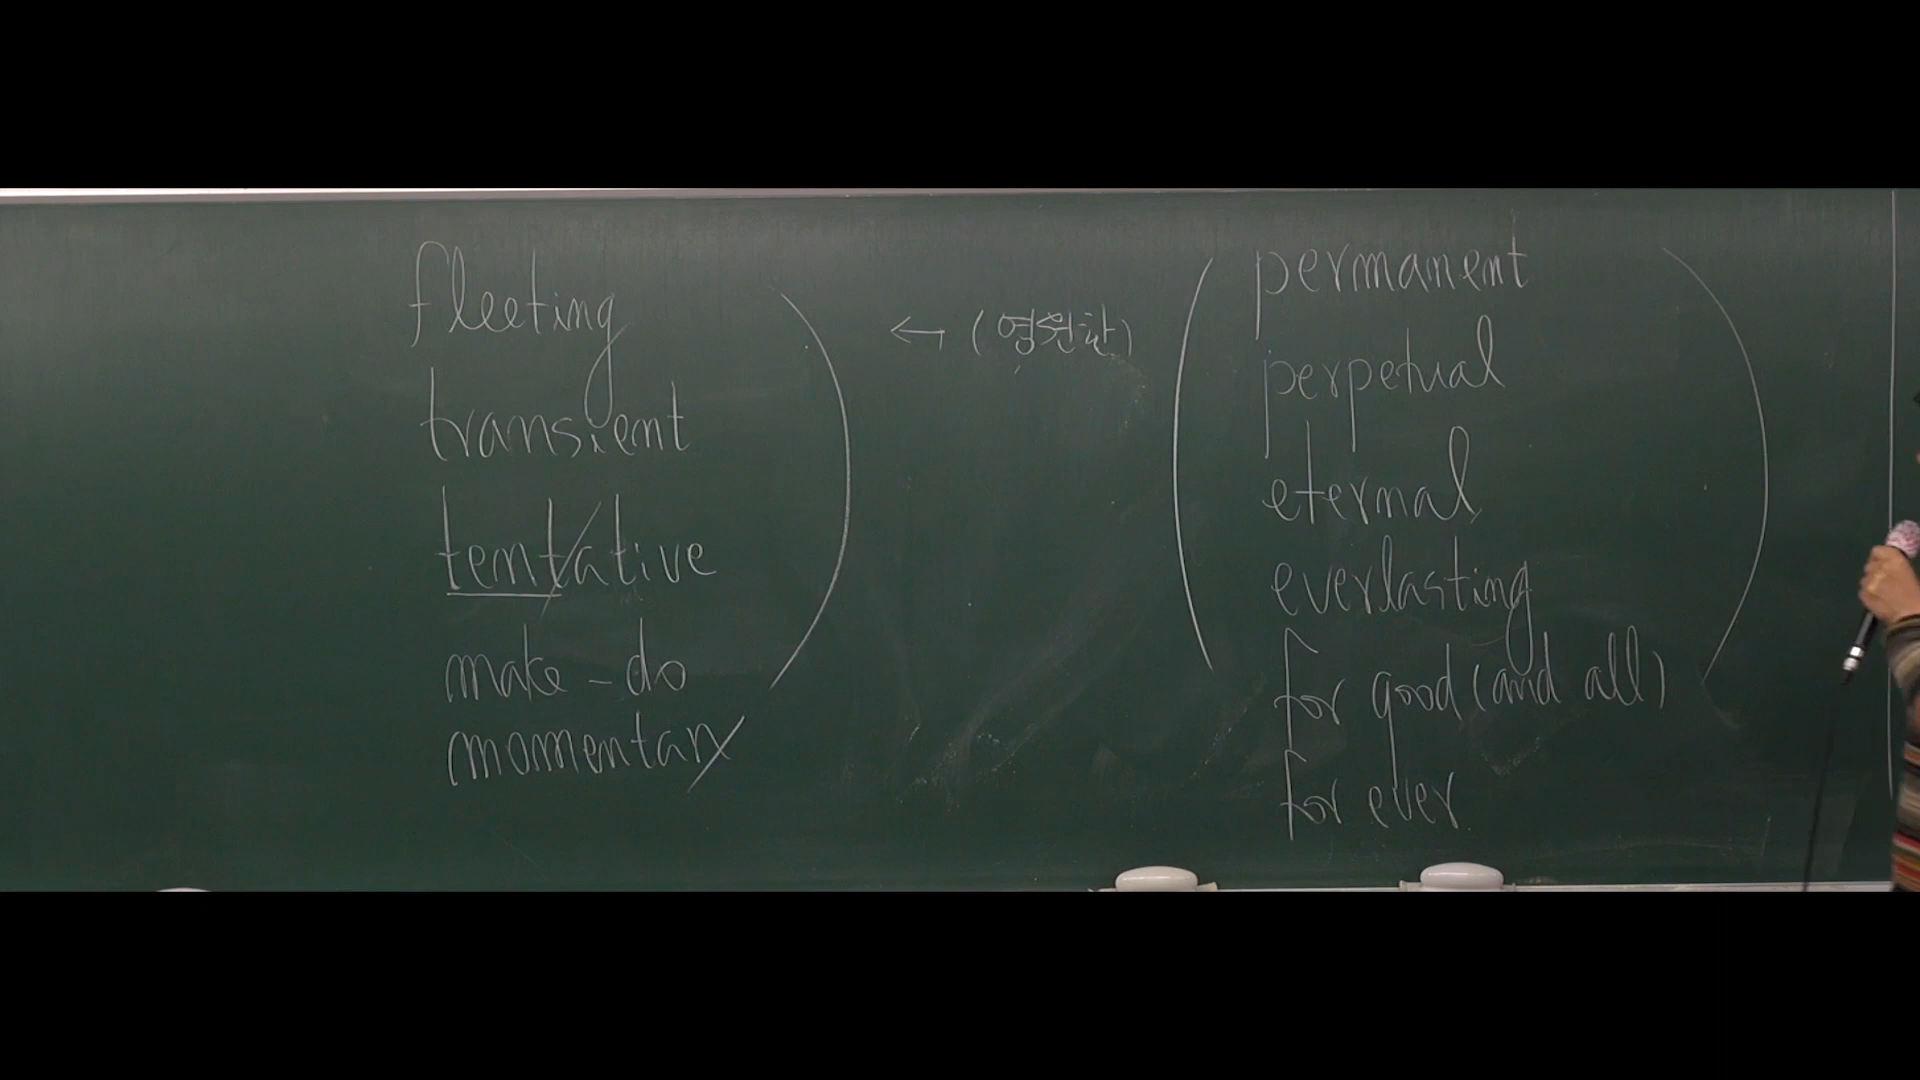 fleeting
transient
tentative
make-do
momentary
↔ (영원한)
permanent
perpetual
eternal
everlasting
for good (and all)
for ever